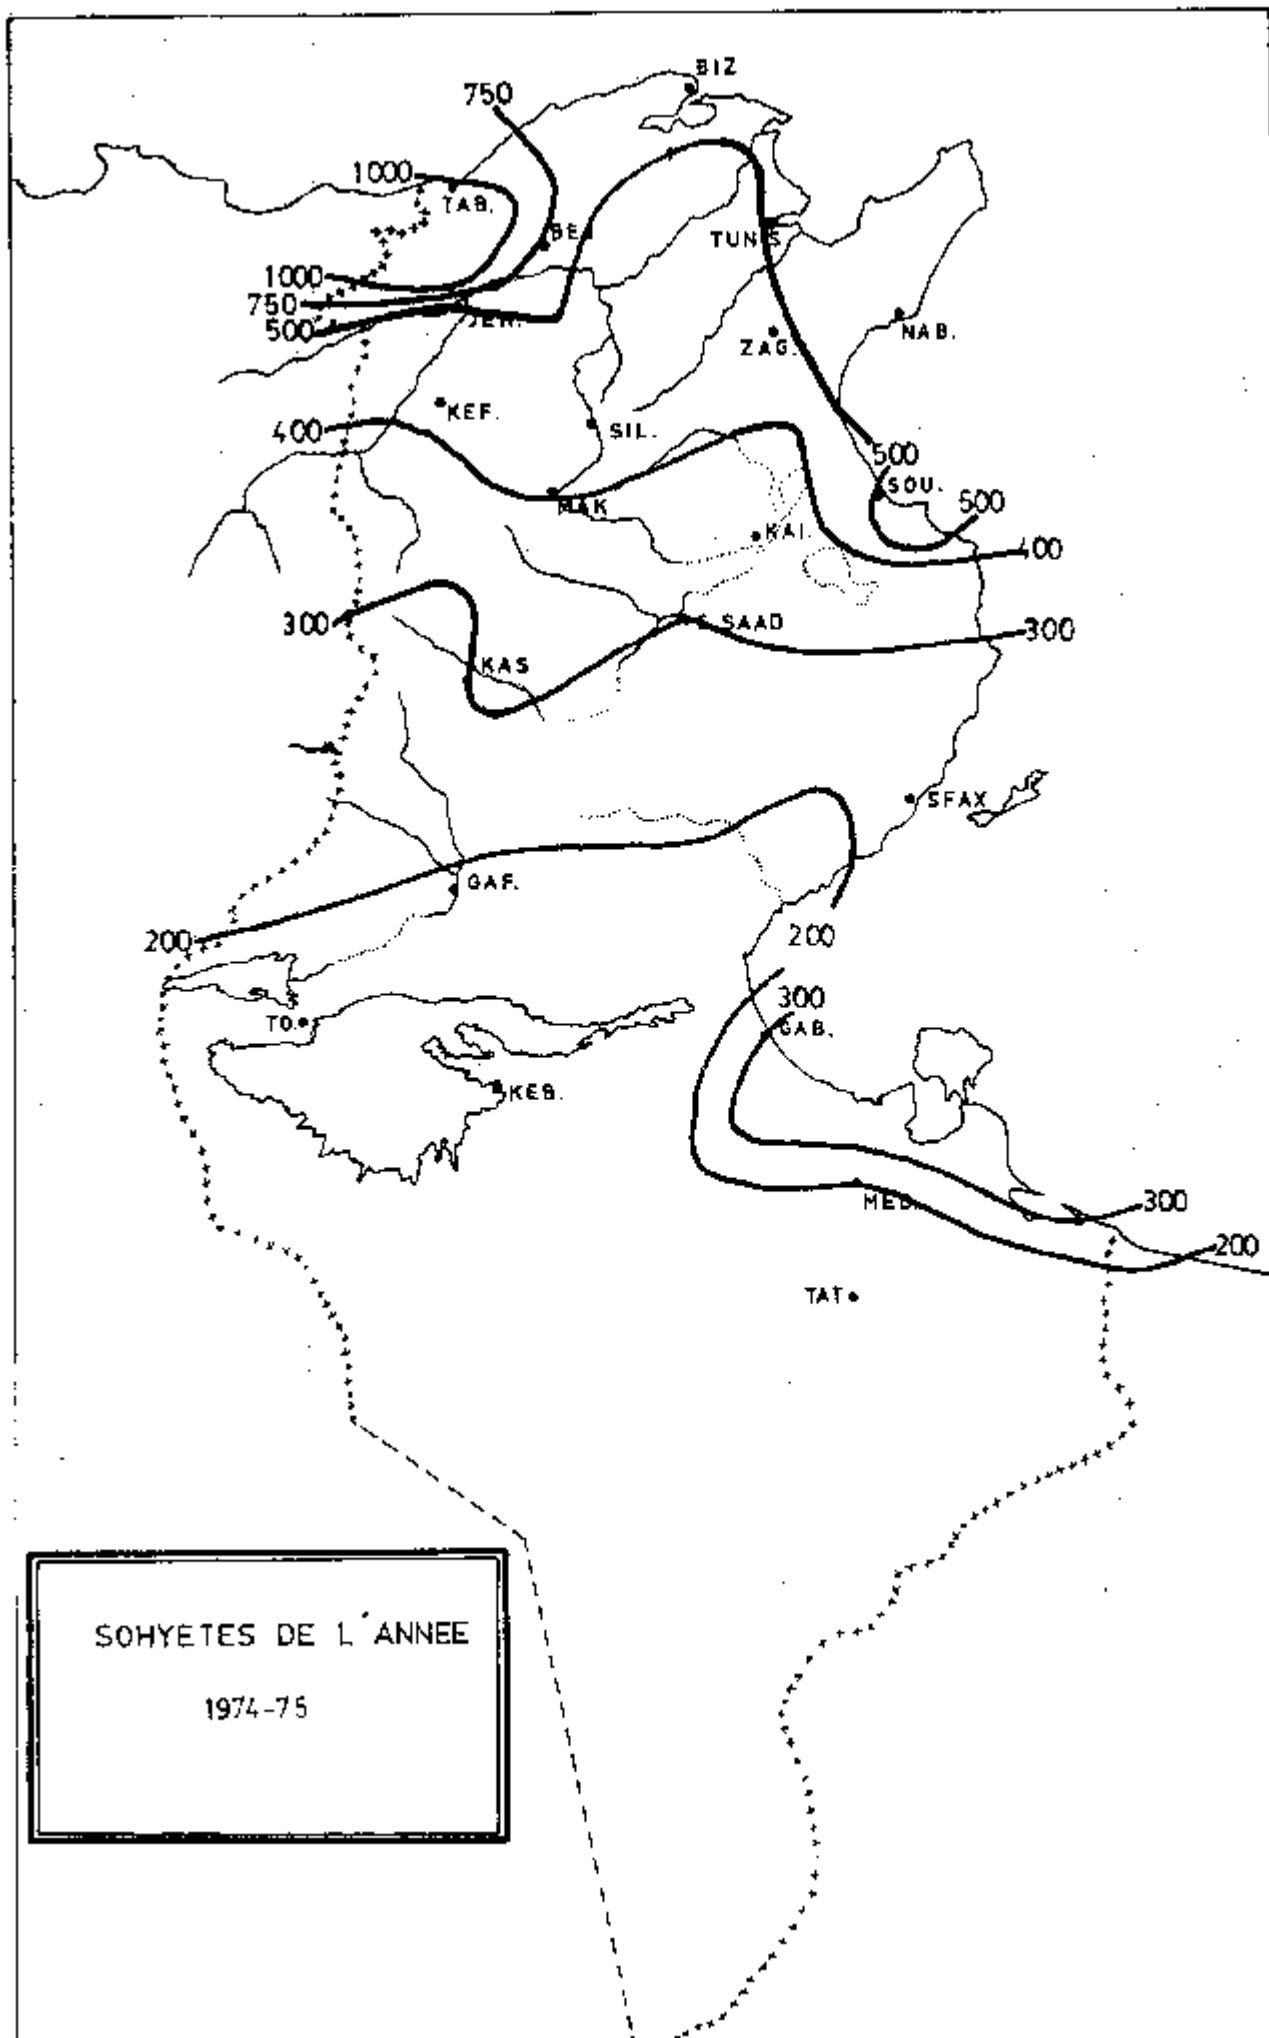 BIZ
750
1000
TAB.
BEJ
TUNIS
1000
750
500
JEN.
NAB.
ZAG.
KEF.
400
SIL.
500
SOU.
MAK
500
KAI.
400
300
SAAD
300
KAS
SFAX
GAF.
200
200
300
TO.
GAB.
KEB.
MED.
300
200
TAT
SOHYETES DE L'ANNEE
1974-75